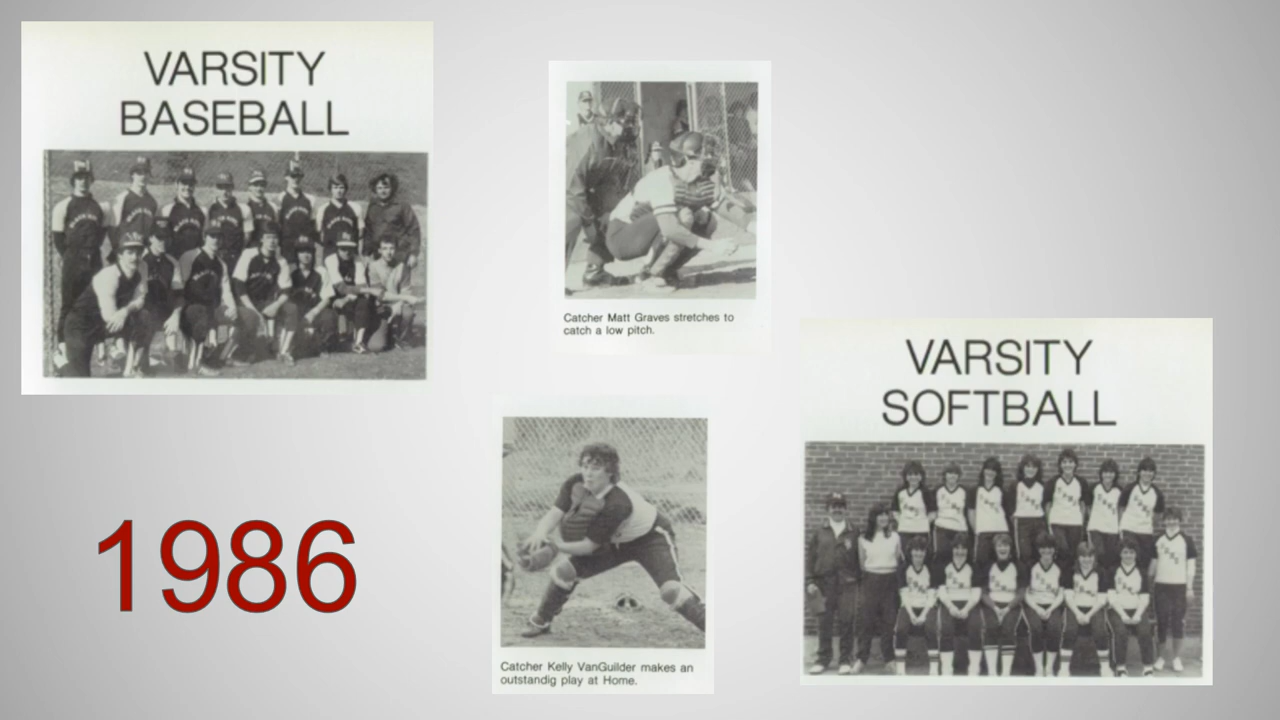 VARSITY
BASEBALL
Catcher Matt Graves stretches to
catch a low pitch.
VARSITY
SOFTBALL
1986
Catcher Kelly VanGuilder makes an
outstandig play at Home.